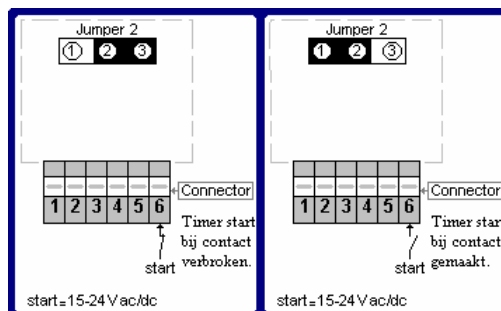 Jumper 2
1 2 3
Connector
1 2 3 4 5 6
Timer start
bij contact
verbroken.
start
start=15-24Vac/dc
Jumper 2
1 2 3
Connector
1 2 3 4 5 6
Timer start
bij contact
gemaakt.
start
start=15-24Vac/dc